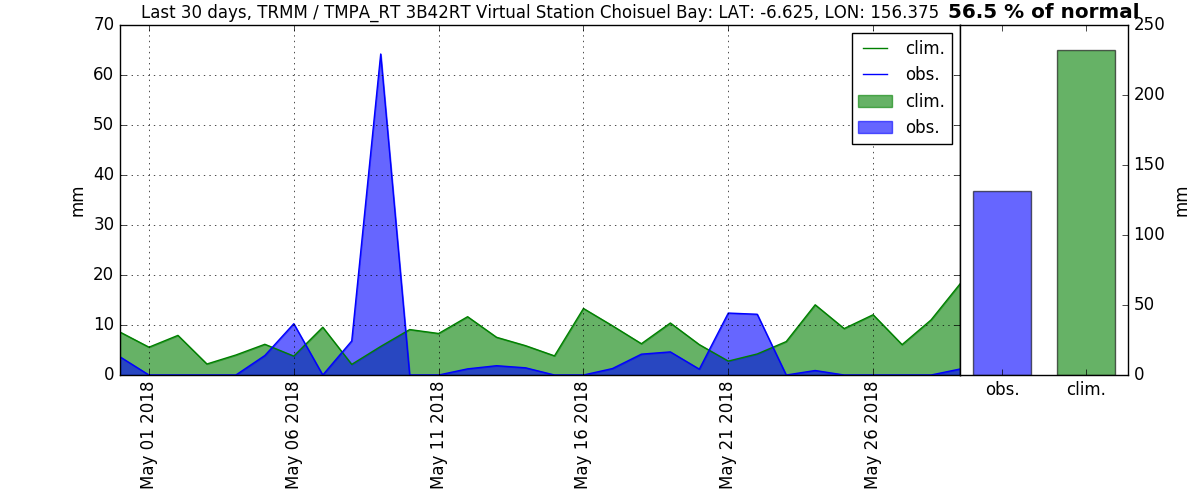 Last 30 days, TRMM / TMPA_RT 3B42RT Virtual Station Choisuel Bay: LAT: -6.625, LON: 156.375
56.5 % of normal
70
60
50
40
30
20
10
0
mm
clim.
obs.
clim.
obs.
May 01 2018
May 06 2018
May 11 2018
May 16 2018
May 21 2018
May 26 2018
250
200
150
100
50
0
mm
obs.
clim.